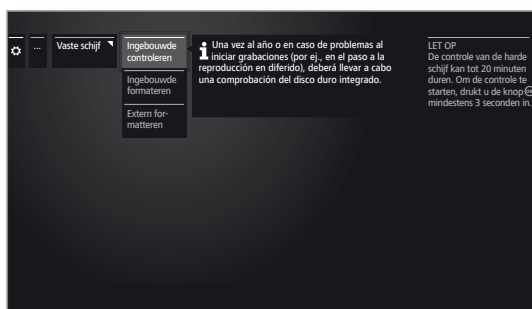 ...
Vaste schijf
Ingebouwde
controleren
Ingebouwde
formateren
Extern for-
matteren
Una vez al año o en caso de problemas al
iniciar grabaciones (por ej., en el paso a la
reproducción en diferido), deberá llevar a cabo
una comprobación del disco duro integrado.
LET OP
De controle van de harde
schijf kan tot 20 minuten
duren. Om de controle te
starten, drukt u de knop OK
mindestens 3 seconden in.